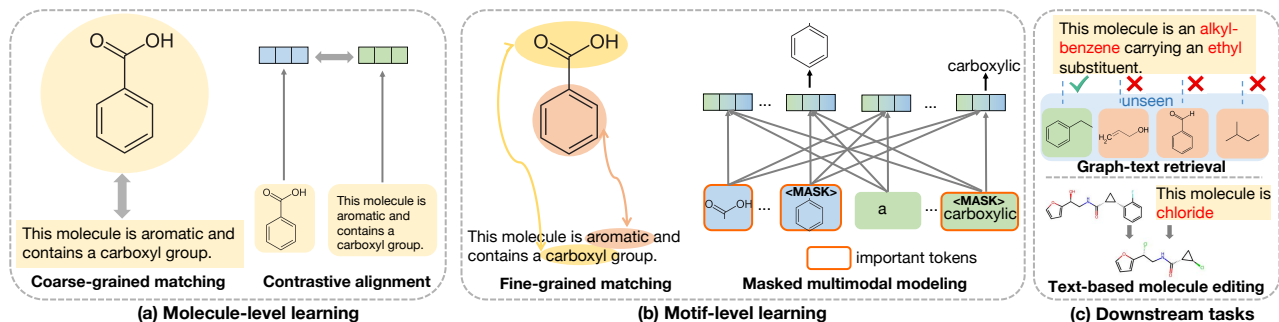 O
OH
This molecule is aromatic and
contains a carboxyl group.
Coarse-grained matching
O
OH
This molecule is
aromatic and
contains a
carboxyl group.
Contrastive alignment
(a) Molecule-level learning
O
OH
This molecule is aromatic and
contains a carboxyl group.
Fine-grained matching
carboxylic
...
...
O
OH
...
<MASK>
a
...
<MASK>
carboxylic
important tokens
Masked multimodal modeling
(b) Motif-level learning
This molecule is an alkyl-
benzene carrying an ethyl
substituent.
unseen
H₂C
OH
O
H
Graph-text retrieval
This molecule is
chloride
Text-based molecule editing
(c) Downstream tasks